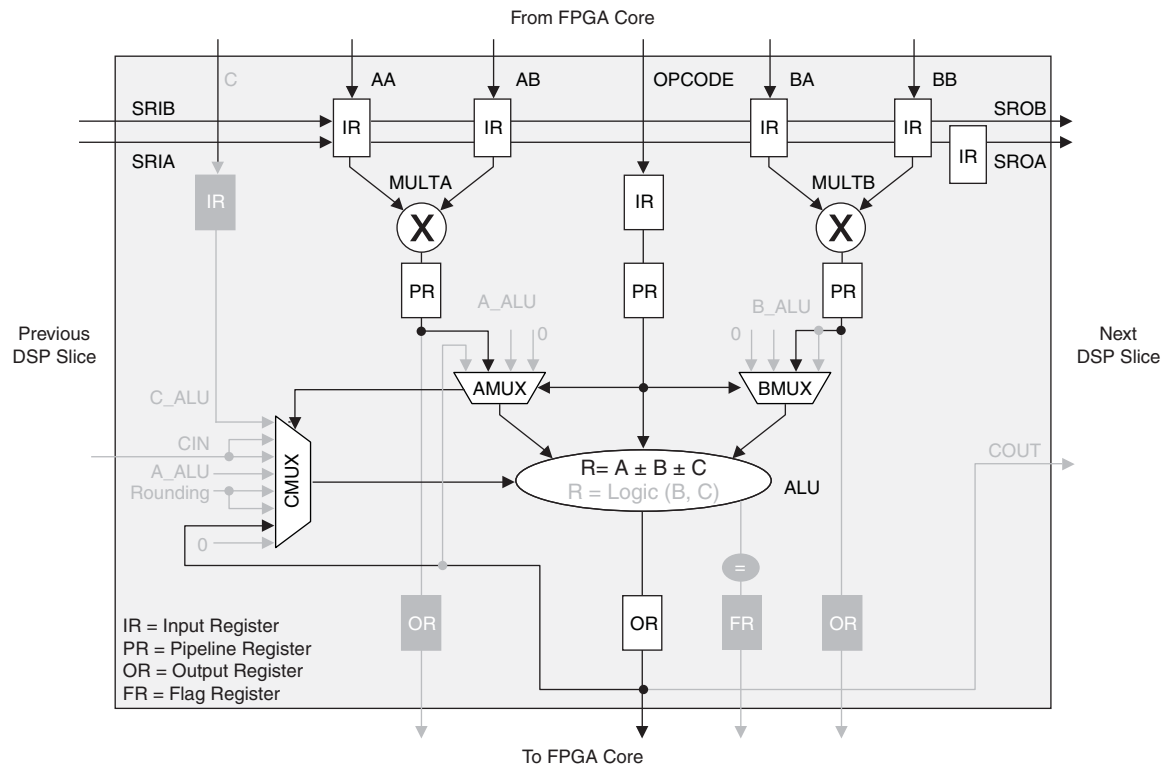 From FPGA Core
C
AA
AB
OPCODE
BA
BB
SRIB
SROB
IR
IR
IR
IR
IR
SRIA
SROA
MULTA
MULTB
IR
IR
X
X
PR
PR
PR
A_ALU
B_ALU
0
0
Previous
DSP Slice
Next
DSP Slice
AMUX
BMUX
C_ALU
CIN
A_ALU
Rounding
0
CMUX
R= A ± B ± C
R = Logic (B, C)
ALU
COUT
=
OR
OR
FR
OR
IR = Input Register
PR = Pipeline Register
OR = Output Register
FR = Flag Register
To FPGA Core